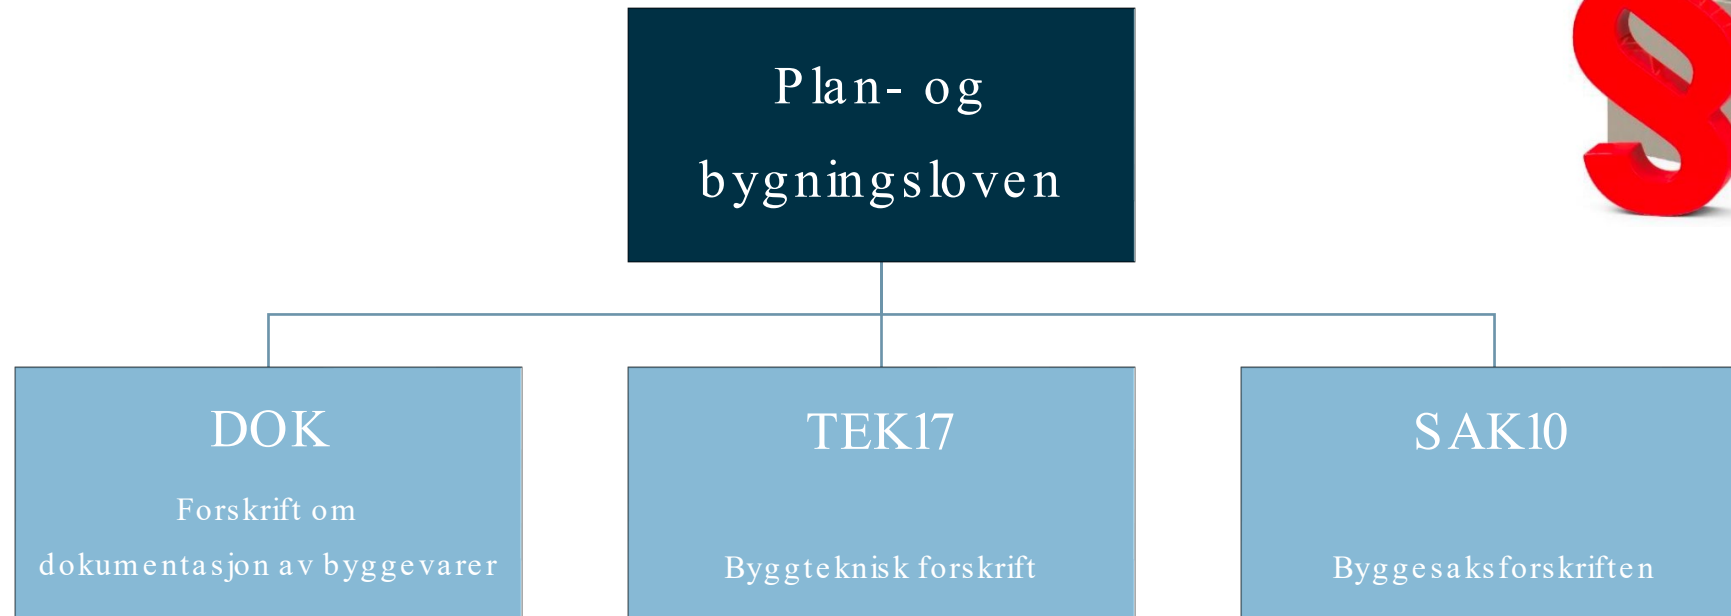 Plan- og
bygningsloven
§
DOK
Forskrift om
dokumentasjon av byggevarer
TEK17
Byggteknisk forskrift
SAK10
Byggesaksforskriften